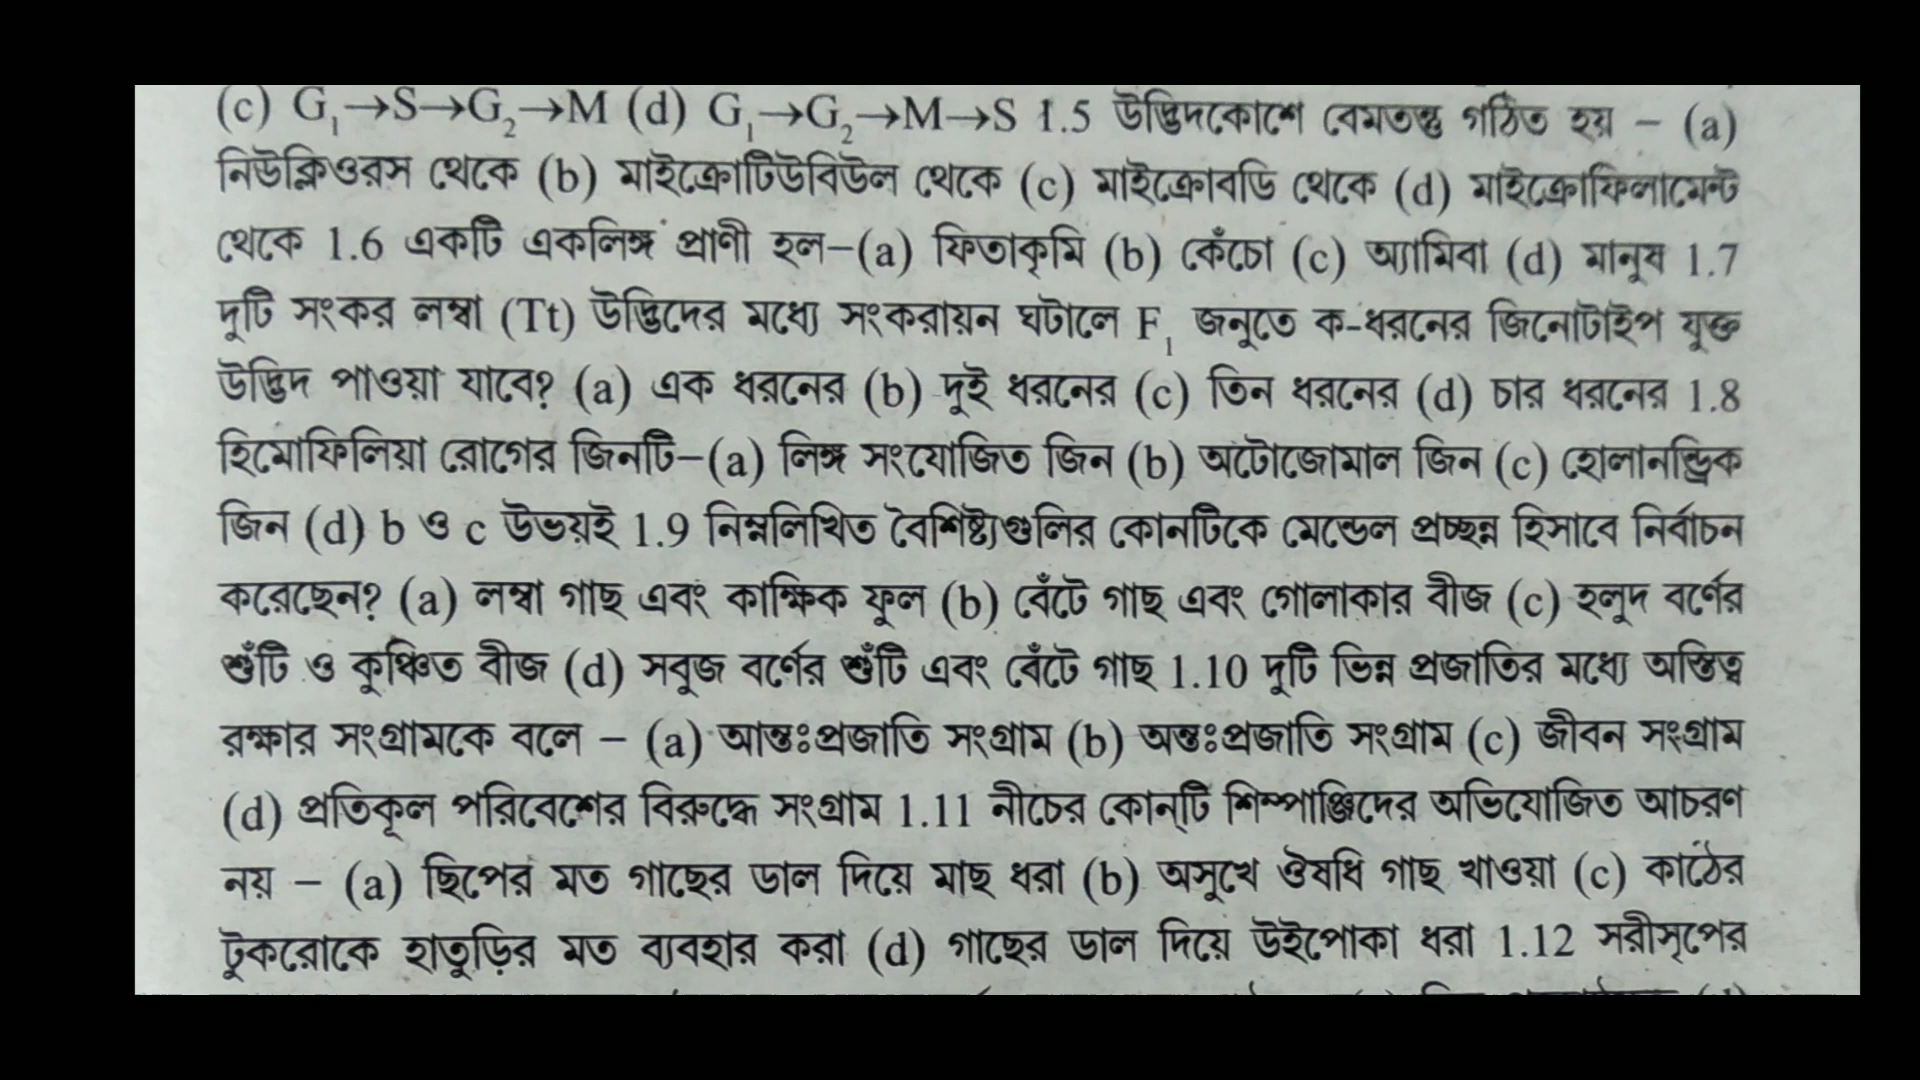 (c) G₁→S→G₂→M (d) G₁→G₂→M→S 1.5 উদ্ভিদকোশে বেমতন্তু গঠিত হয় – (a)
নিউক্লিওরস থেকে (b) মাইক্রোটিউবিউল থেকে (c) মাইক্রোবডি থেকে (d) মাইক্রোফিলামেন্ট
থেকে 1.6 একটি একলিঙ্গ প্রাণী হল–(a) ফিতাকৃমি (b) কেঁচো (c) অ্যামিবা (d) মানুষ 1.7
দুটি সংকর লম্বা (Tt) উদ্ভিদের মধ্যে সংকরায়ন ঘটালে F₁ জনুতে ক-ধরনের জিনোটাইপ যুক্ত
উদ্ভিদ পাওয়া যাবে? (a) এক ধরনের (b) দুই ধরনের (c) তিন ধরনের (d) চার ধরনের 1.8
হিমোফিলিয়া রোগের জিনটি–(a) লিঙ্গ সংযোজিত জিন (b) অটোজোমাল জিন (c) হোলানড্রিক
জিন (d) b ও c উভয়ই 1.9 নিম্নলিখিত বৈশিষ্ট্যগুলির কোনটিকে মেন্ডেল প্রচ্ছন্ন হিসাবে নির্বাচন
করেছেন? (a) লম্বা গাছ এবং কাক্ষিক ফুল (b) বেঁটে গাছ এবং গোলাকার বীজ (c) হলুদ বর্ণের
শুঁটি ও কুঞ্চিত বীজ (d) সবুজ বর্ণের শুঁটি এবং বেঁটে গাছ 1.10 দুটি ভিন্ন প্রজাতির মধ্যে অস্তিত্ব
রক্ষার সংগ্রামকে বলে – (a) আন্তঃপ্রজাতি সংগ্রাম (b) অন্তঃপ্রজাতি সংগ্রাম (c) জীবন সংগ্রাম
(d) প্রতিকূল পরিবেশের বিরুদ্ধে সংগ্রাম 1.11 নীচের কোন্‌টি শিম্পাঞ্জিদের অভিযোজিত আচরণ
নয় – (a) ছিপের মত গাছের ডাল দিয়ে মাছ ধরা (b) অসুখে ঔষধি গাছ খাওয়া (c) কাঠের
টুকরোকে হাতুড়ির মত ব্যবহার করা (d) গাছের ডাল দিয়ে উইপোকা ধরা 1.12 সরীসৃপের